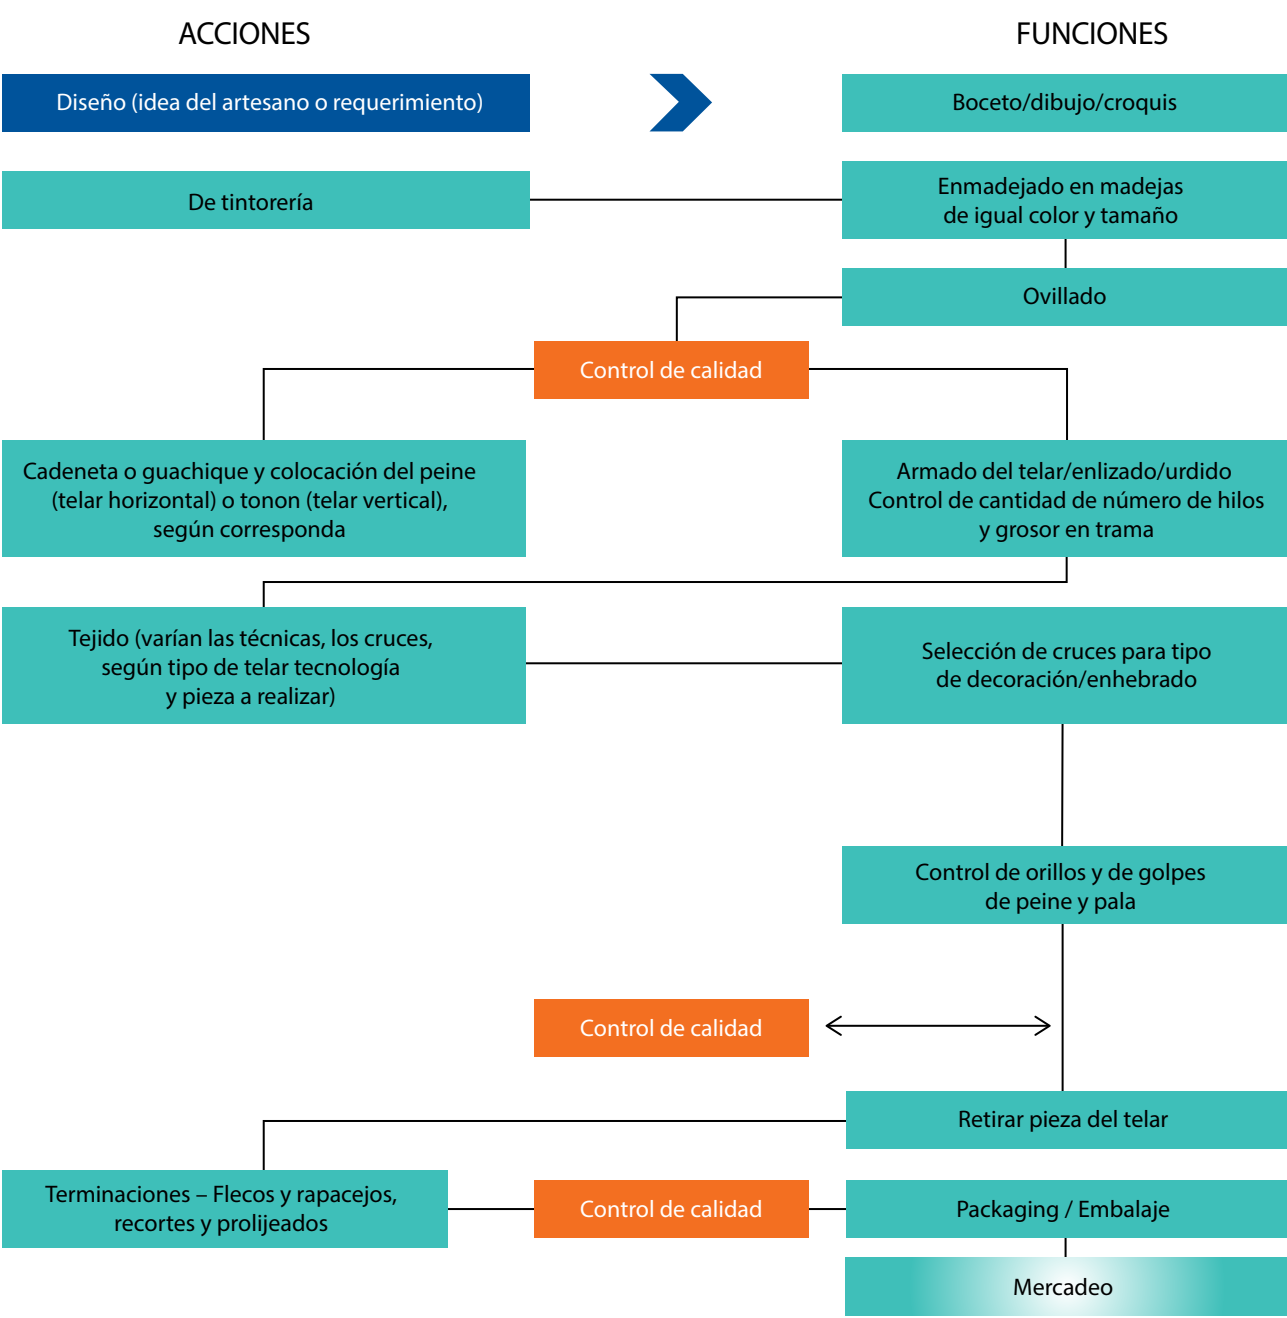 ACCIONES
FUNCIONES
Diseño (idea del artesano o requerimiento)
Boceto/dibujo/croquis
De tintorería
Enmadejado en madejas
de igual color y tamaño
Ovillado
Control de calidad
Cadeneta o guachique y colocación del peine
(telar horizontal) o tonon (telar vertical),
según corresponda
Armado del telar/enlizado/urdido
Control de cantidad de número de hilos
y grosor en trama
Tejido (varían las técnicas, los cruces,
según tipo de telar tecnología
y pieza a realizar)
Selección de cruces para tipo
de decoración/enhebrado
Control de orillos y de golpes
de peine y pala
Control de calidad
Retirar pieza del telar
Terminaciones – Flecos y rapacejos,
recortes y prolijeados
Control de calidad
Packaging / Embalaje
Mercadeo